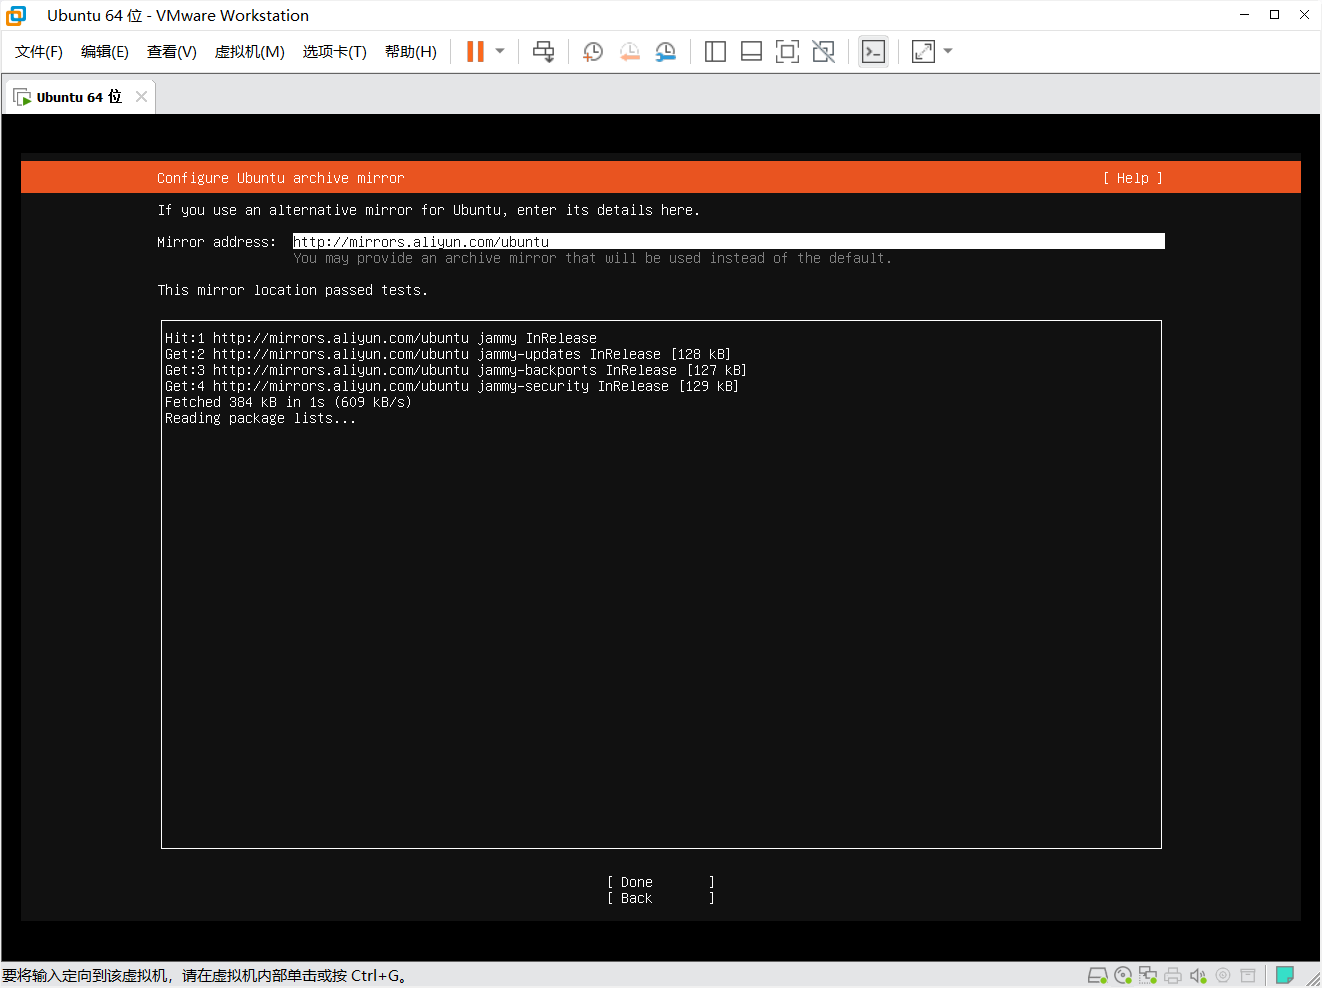 Ubuntu 64 位 - VMware Workstation
文件(F) 编辑(E) 查看(V) 虚拟机(M) 选项卡(T) 帮助(H)
Ubuntu 64 位
Configure Ubuntu archive mirror [ Help ]
If you use an alternative mirror for Ubuntu, enter its details here.
Mirror address: http://mirrors.aliyun.com/ubuntu
You may provide an archive mirror that will be used instead of the default.
This mirror location passed tests.
Hit:1 http://mirrors.aliyun.com/ubuntu jammy InRelease
Get:2 http://mirrors.aliyun.com/ubuntu jammy-updates InRelease [128 kB]
Get:3 http://mirrors.aliyun.com/ubuntu jammy-backports InRelease [127 kB]
Get:4 http://mirrors.aliyun.com/ubuntu jammy-security InRelease [129 kB]
Fetched 384 kB in 1s (609 kB/s)
Reading package lists...
[ Done ]
[ Back ]
要将输入定向到该虚拟机，请在虚拟机内部单击或按 Ctrl+G。